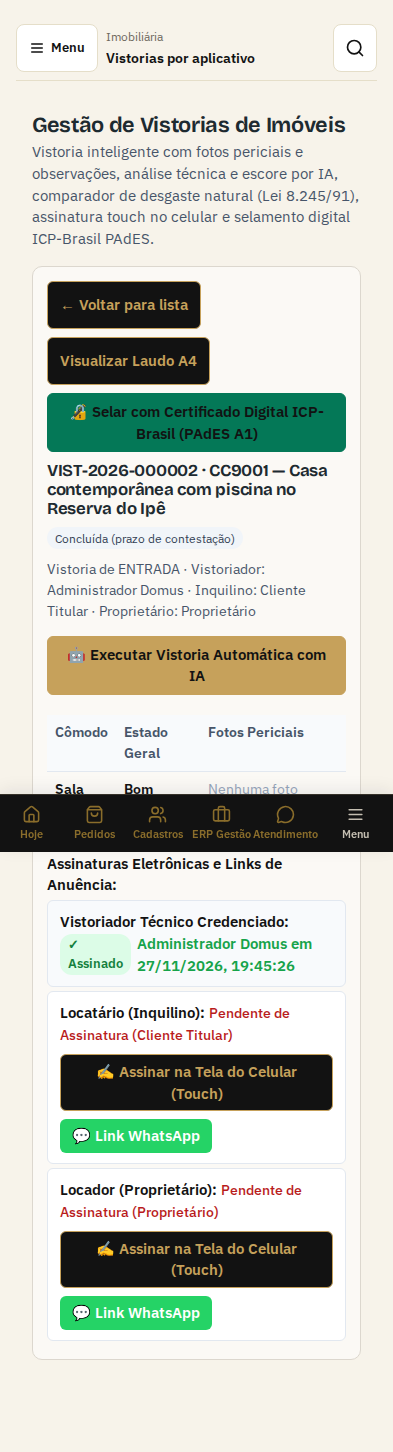 Menu
Imobiliária
Vistorias por aplicativo
Gestão de Vistorias de Imóveis
Vistoria inteligente com fotos periciais e
observações, análise técnica e escore por IA,
comparador de desgaste natural (Lei 8.245/91),
assinatura touch no celular e selamento digital
ICP-Brasil PAdES.
← Voltar para lista
Visualizar Laudo A4
🔏 Selar com Certificado Digital ICP-
Brasil (PAdES A1)
VIST-2026-000002 · CC9001 — Casa
contemporânea com piscina no
Reserva do Ipê
Concluída (prazo de contestação)
Vistoria de ENTRADA · Vistoriador:
Administrador Domus · Inquilino: Cliente
Titular · Proprietário: Proprietário
🤖 Executar Vistoria Automática com
IA
Cômodo Estado Fotos Periciais
Geral
Sala Bom Nenhuma foto
Hoje Pedidos Cadastros ERP Gestão Atendimento Menu
Assinaturas Eletrônicas e Links de
Anuência:
Vistoriador Técnico Credenciado:
✓ Administrador Domus em
Assinado 27/11/2026, 19:45:26
Locatário (Inquilino): Pendente de
Assinatura (Cliente Titular)
✍️ Assinar na Tela do Celular
(Touch)
💬 Link WhatsApp
Locador (Proprietário): Pendente de
Assinatura (Proprietário)
✍️ Assinar na Tela do Celular
(Touch)
💬 Link WhatsApp